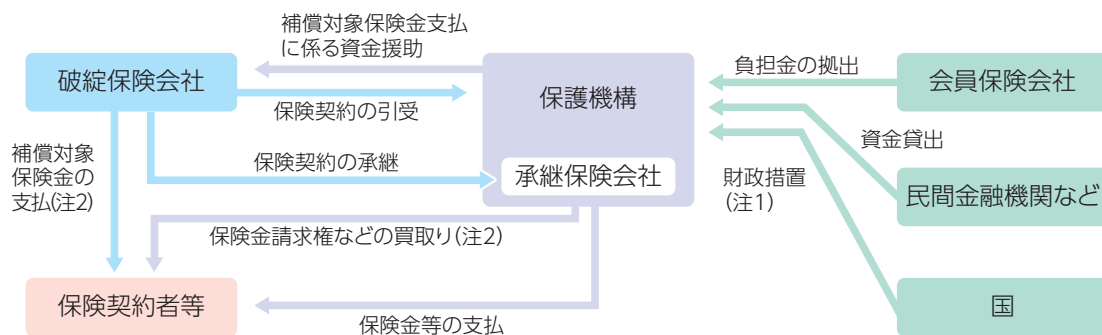 補償対象保険金支払
に係る資金援助
破綻保険会社
保険契約の引受
保護機構
負担金の拠出
会員保険会社
補償対象
保険金の
支払(注2)
保険契約の承継
承継保険会社
資金貸出
財政措置
(注1)
民間金融機関など
保険金請求権などの買取り(注2)
保険契約者等
保険金等の支払
国